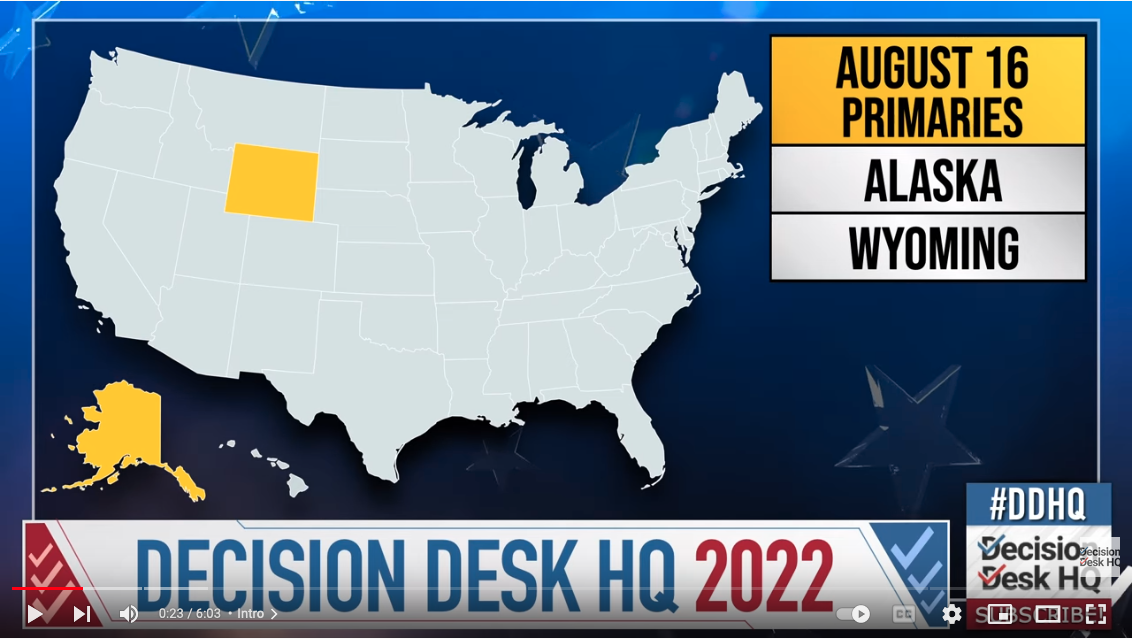 AUGUST 16
PRIMARIES
ALASKA
WYOMING
#DDHQ
Decision
Desk HQ
Decision
Desk HQ
DECISION DESK HQ 2022
0:23 / 6:03 • Intro
CC
SUBSCRIBE!